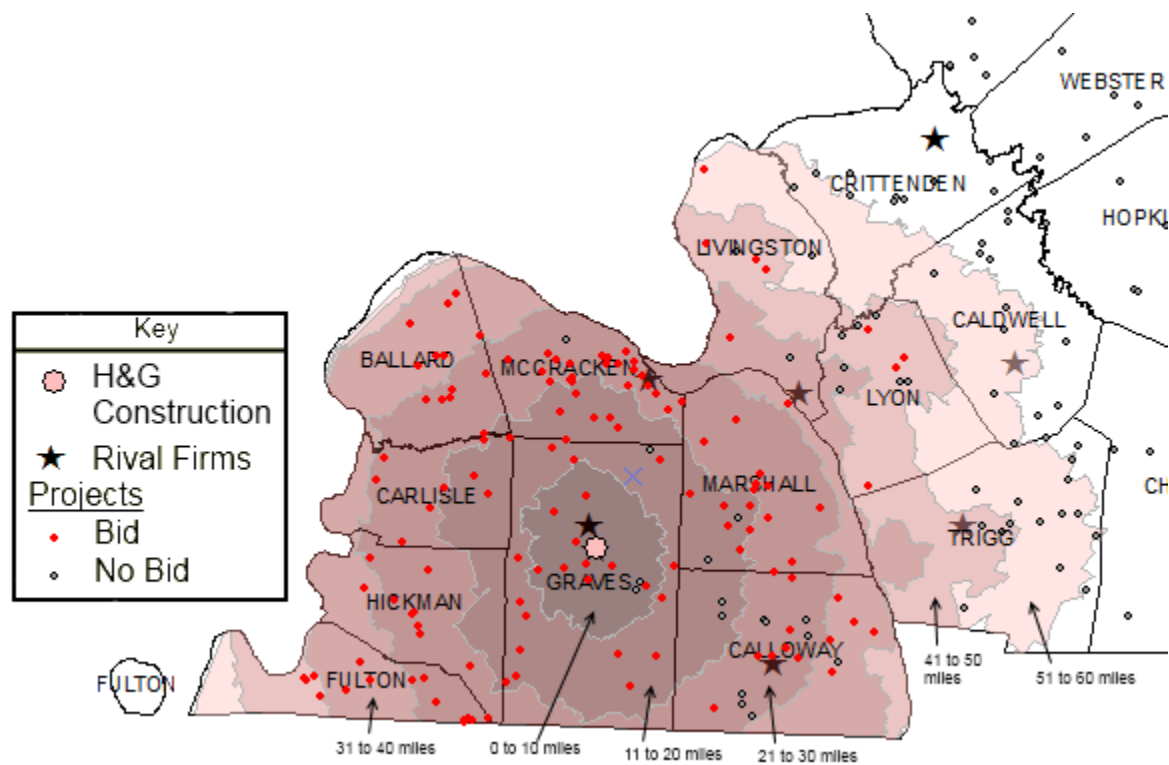 WEBSTER
CRITTENDEN
HOPKI
LIVINGSTON
CALDWELL
BALLARD
MCCRACKEN
LYON
Key
H&G
Construction
Rival Firms
Projects
Bid
No Bid
CARLISLE
MARSHALL
CH
TRIGG
GRAVES
HICKMAN
CALLOWAY
FULTON
FULTON
41 to 50
miles
51 to 60 miles
31 to 40 miles
0 to 10 miles
11 to 20 miles
21 to 30 miles